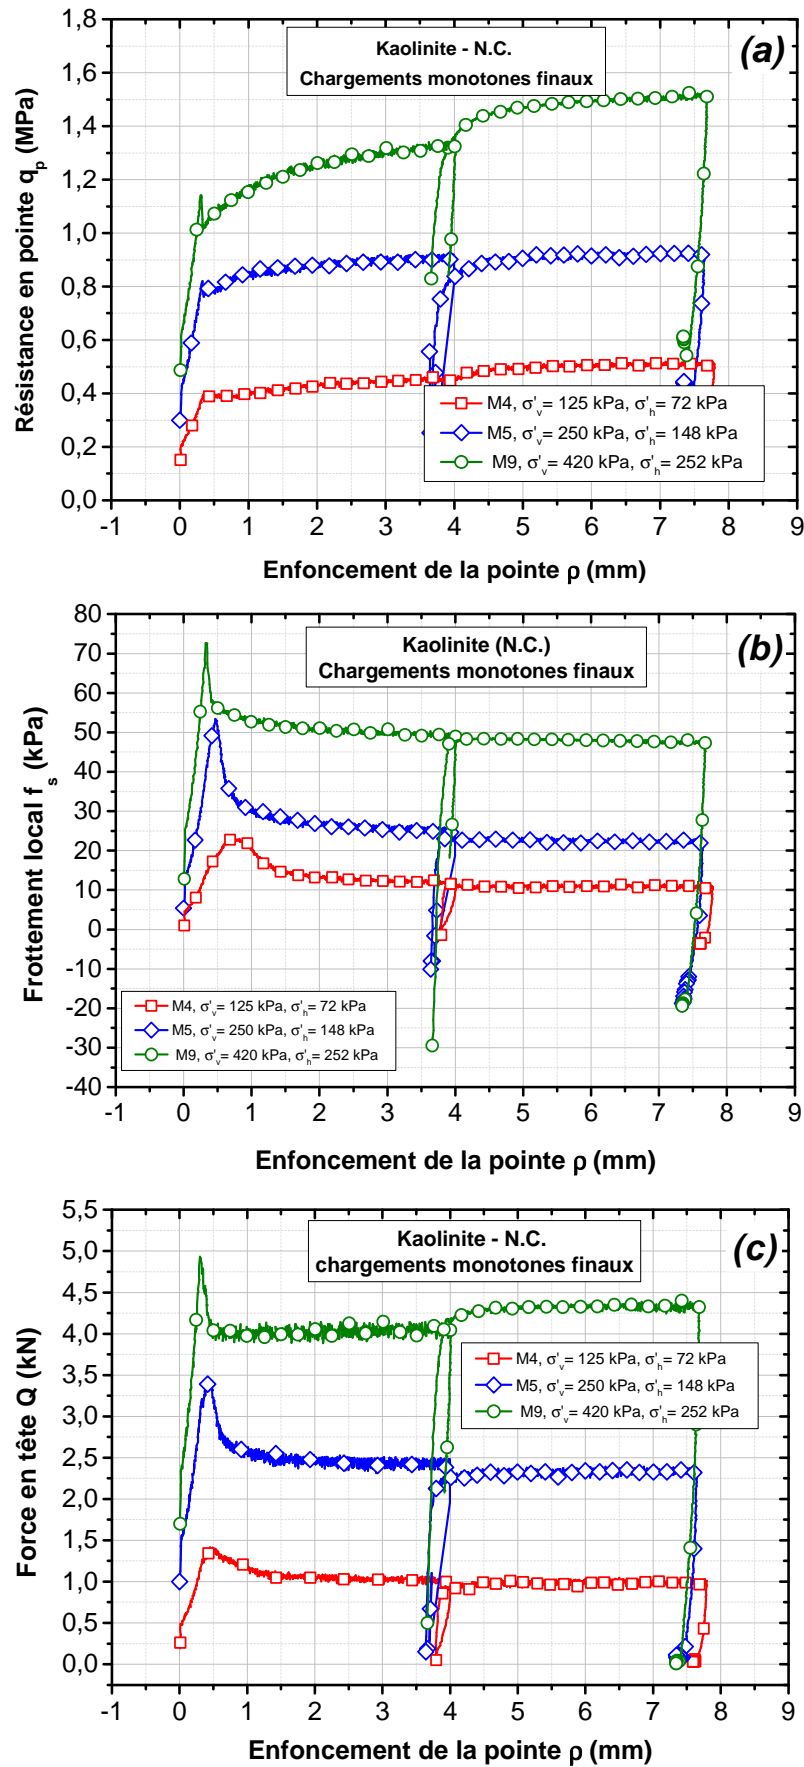 (a)
Kaolinite - N.C.
Chargements monotones finaux
Résistance en pointe q_p (MPa)
1,8
1,6
1,4
1,2
1,0
0,8
0,6
0,4
0,2
0,0
M4, σ'_v= 125 kPa, σ'_h= 72 kPa
M5, σ'_v= 250 kPa, σ'_h= 148 kPa
M9, σ'_v= 420 kPa, σ'_h= 252 kPa
-1 0 1 2 3 4 5 6 7 8 9
Enfoncement de la pointe ρ (mm)
(b)
Kaolinite (N.C.)
Chargements monotones finaux
Frottement local f_s (kPa)
80
70
60
50
40
30
20
10
0
-10
-20
-30
-40
M4, σ'_v= 125 kPa, σ'_h= 72 kPa
M5, σ'_v= 250 kPa, σ'_h= 148 kPa
M9, σ'_v= 420 kPa, σ'_h= 252 kPa
-1 0 1 2 3 4 5 6 7 8 9
Enfoncement de la pointe ρ (mm)
(c)
Kaolinite - N.C.
chargements monotones finaux
Force en tête Q (kN)
5,5
5,0
4,5
4,0
3,5
3,0
2,5
2,0
1,5
1,0
0,5
0,0
M4, σ'_v= 125 kPa, σ'_h= 72 kPa
M5, σ'_v= 250 kPa, σ'_h= 148 kPa
M9, σ'_v= 420 kPa, σ'_h= 252 kPa
-1 0 1 2 3 4 5 6 7 8 9
Enfoncement de la pointe ρ (mm)